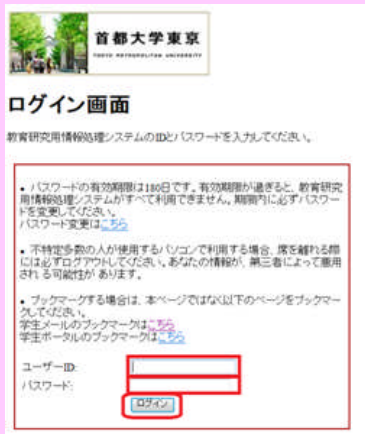 首都大学東京
TOKYO METROPOLITAN UNIVERSITY
ログイン画面
教育研究用情報処理システムのIDとパスワードを入力してください。
• パスワードの有効期限は180日です。有効期限が過ぎると、教育研究
用情報処理システムがすべて利用できません。期間内に必ずパスワー
ドを変更してください。
パスワード変更はこちら
• 不特定多数の人が使用するパソコンで利用する場合、席を離れる際
には必ずログアウトしてください。あなたの情報が、第三者によって悪用
される可能性があります。
• ブックマークする場合は、本ページではなく以下のページをブックマー
クしてください。
学生メールのブックマークはこちら
学生ポータルのブックマークはこちら
ユーザーID:
パスワード:
ログイン